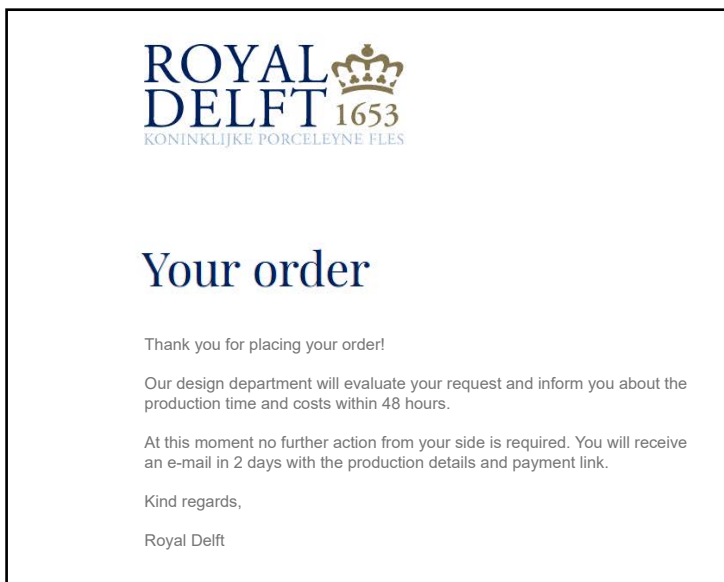 ROYAL
DELFT 1653
KONINKLIJKE PORCELEYNE FLES
Your order
Thank you for placing your order!
Our design department will evaluate your request and inform you about the
production time and costs within 48 hours.
At this moment no further action from your side is required. You will receive
an e-mail in 2 days with the production details and payment link.
Kind regards,
Royal Delft